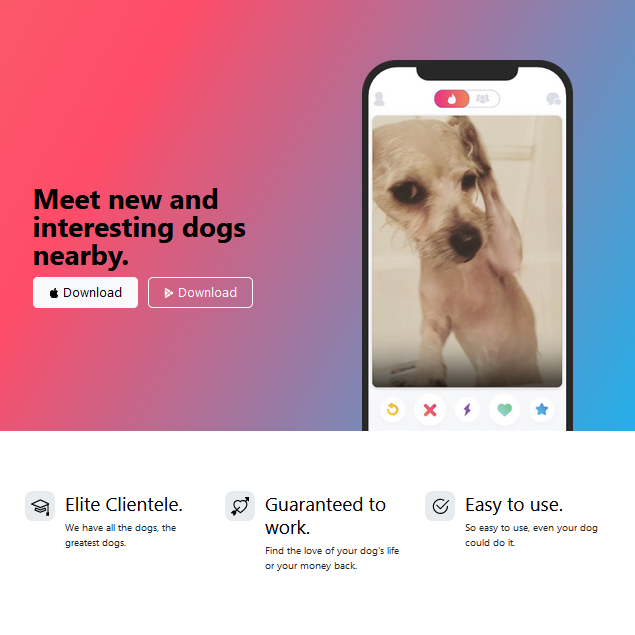 Meet new and
interesting dogs
nearby.
Download
Download
Elite Clientele.
We have all the dogs, the
greatest dogs.
Guaranteed to
work.
Find the love of your dog's life
or your money back.
Easy to use.
So easy to use, even your dog
could do it.